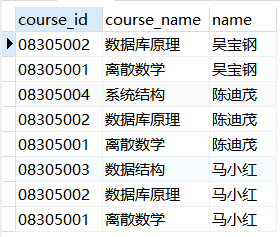 course_id course_name name
08305002 数据库原理 吴宝钢
08305001 离散数学 吴宝钢
08305004 系统结构 陈迪茂
08305002 数据库原理 陈迪茂
08305001 离散数学 陈迪茂
08305003 数据结构 马小红
08305002 数据库原理 马小红
08305001 离散数学 马小红